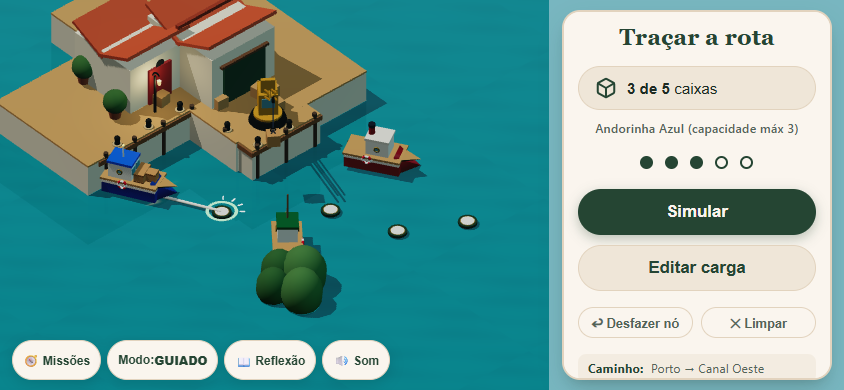 Traçar a rota
3 de 5 caixas
Andorinha Azul (capacidade máx 3)
Simular
Editar carga
Desfazer nó
Limpar
Caminho: Porto → Canal Oeste
Missões
Modo:GUIADO
Reflexão
Som